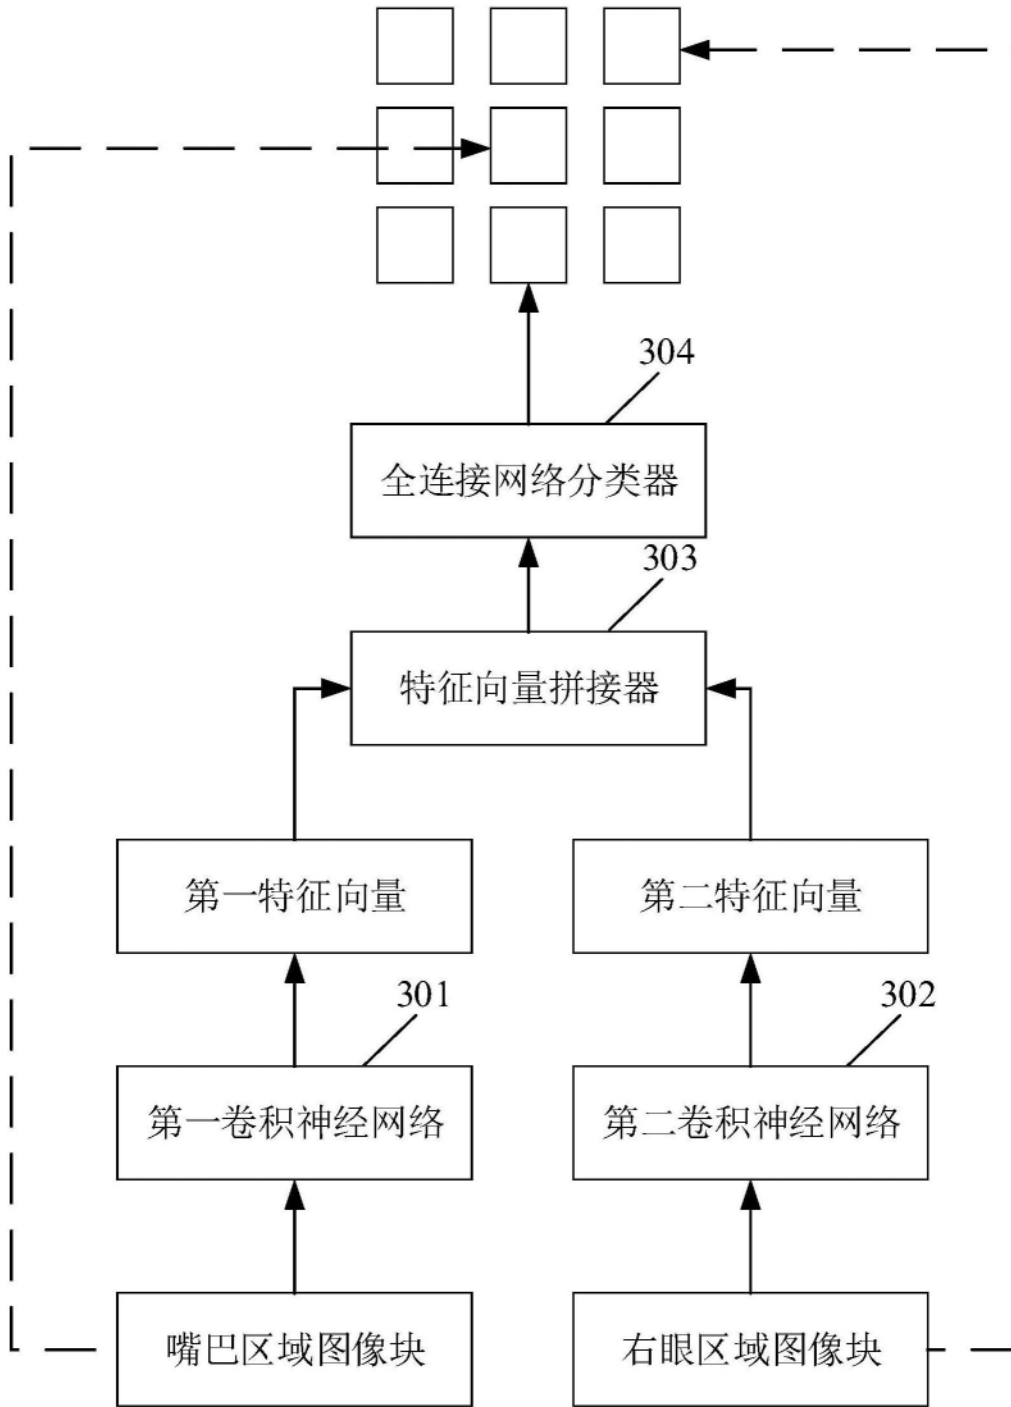 304
全连接网络分类器
303
特征向量拼接器
第一特征向量
第二特征向量
301
302
第一卷积神经网络
第二卷积神经网络
嘴巴区域图像块
右眼区域图像块